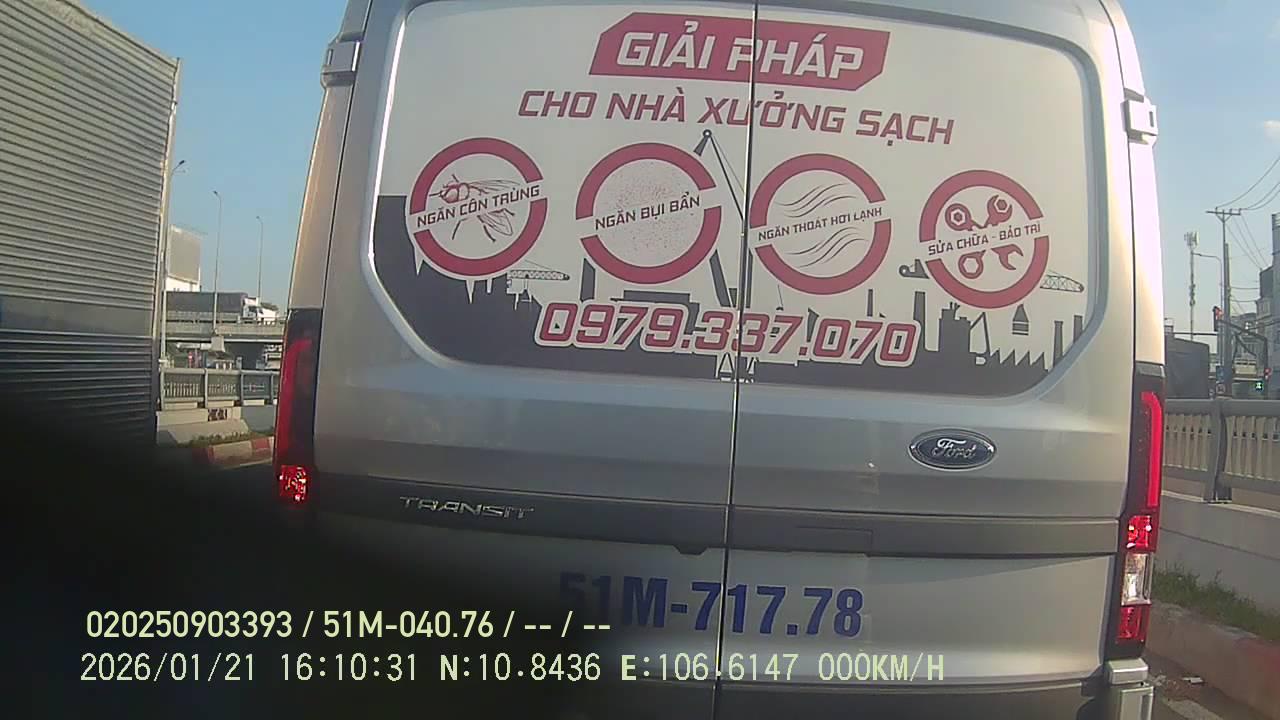 GIẢI PHÁP
CHO NHÀ XƯỞNG SẠCH
NGĂN CÔN TRÙNG
NGĂN BỤI BẨN
NGĂN THOÁT HƠI LẠNH
SỬA CHỮA - BẢO TRÌ
0979.337.070
Ford
TRANSIT
51M-717.78
020250903393 / 51M-040.76 / -- / --
2026/01/21 16:10:31 N:10.8436 E:106.6147 000KM/H